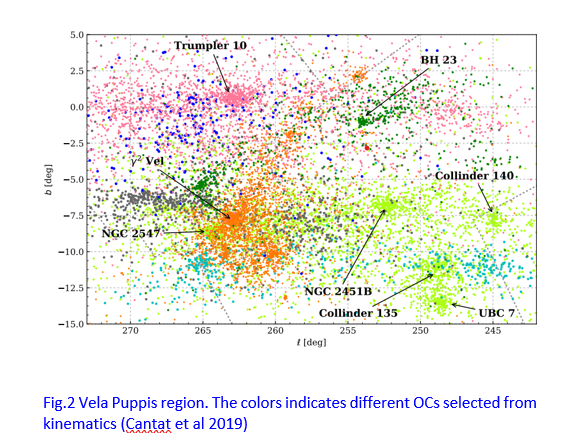 5.0
Trumpler 10
BH 23
2.5
0.0
−2.5
γ² Vel
b [deg]
−5.0
Collinder 140
−7.5
NGC 2547
−10.0
NGC 2451B
−12.5
Collinder 135
UBC 7
−15.0
270 265 260 255 250 245
ℓ [deg]
Fig.2 Vela Puppis region. The colors indicates different OCs selected from
kinematics (Cantat et al 2019)